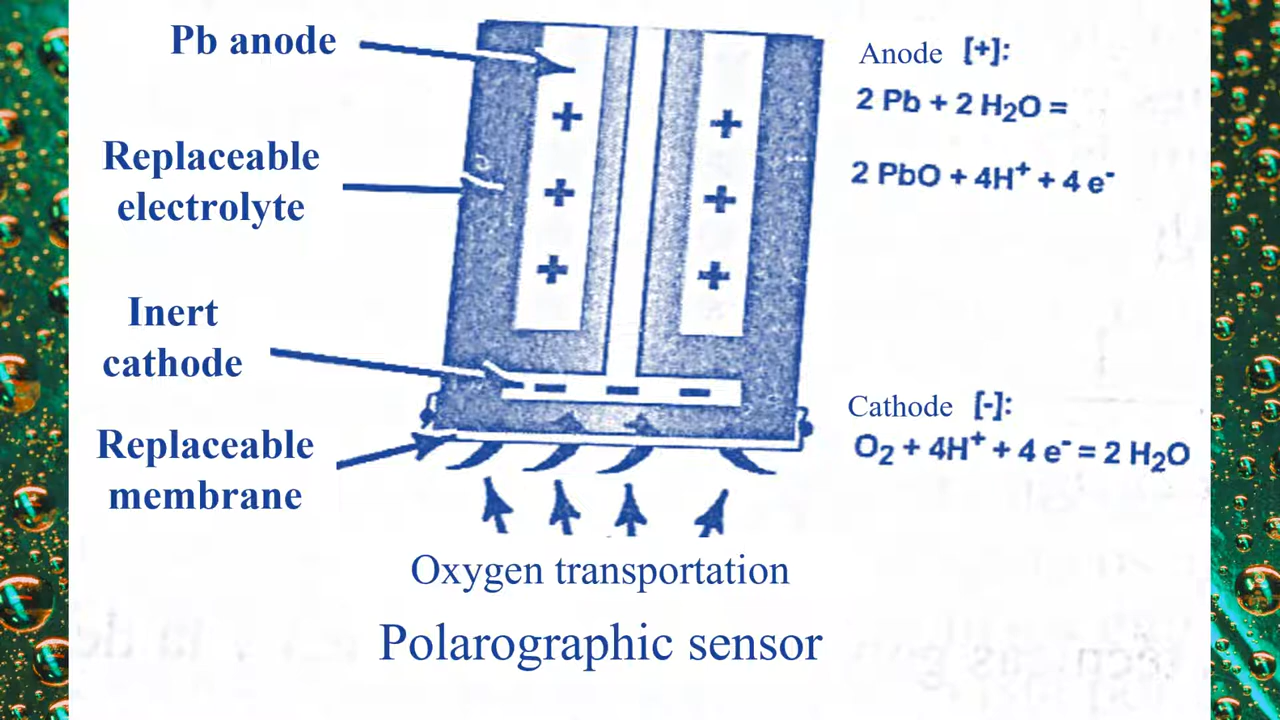 Pb anode
Anode [+]:
2 Pb + 2 H₂O =
Replaceable
electrolyte
2 PbO + 4H⁺ + 4 e⁻
+ +
+ +
+ +
Inert
cathode
- - -
Cathode [-]:
O₂ + 4H⁺ + 4 e⁻ = 2 H₂O
Replaceable
membrane
Oxygen transportation
Polarographic sensor